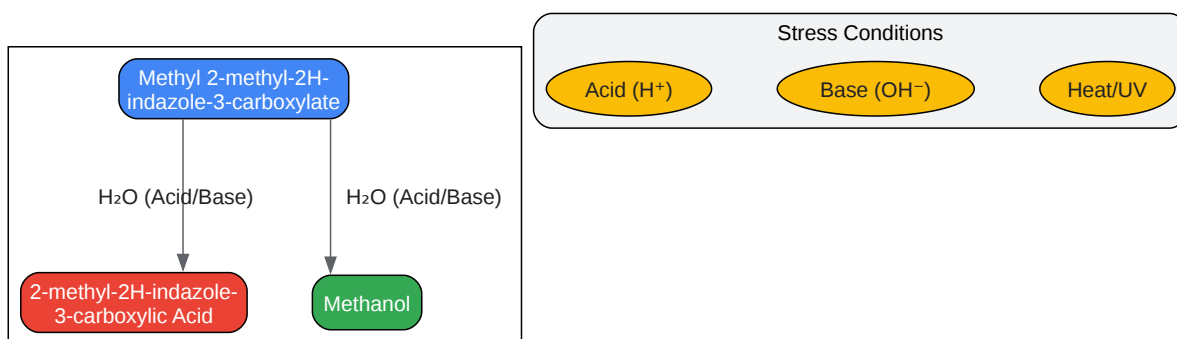 Stress Conditions
Methyl 2-methyl-2H-
indazole-3-carboxylate
Acid (H⁺)
Base (OH⁻)
Heat/UV
H₂O (Acid/Base)
H₂O (Acid/Base)
2-methyl-2H-indazole-
3-carboxylic Acid
Methanol